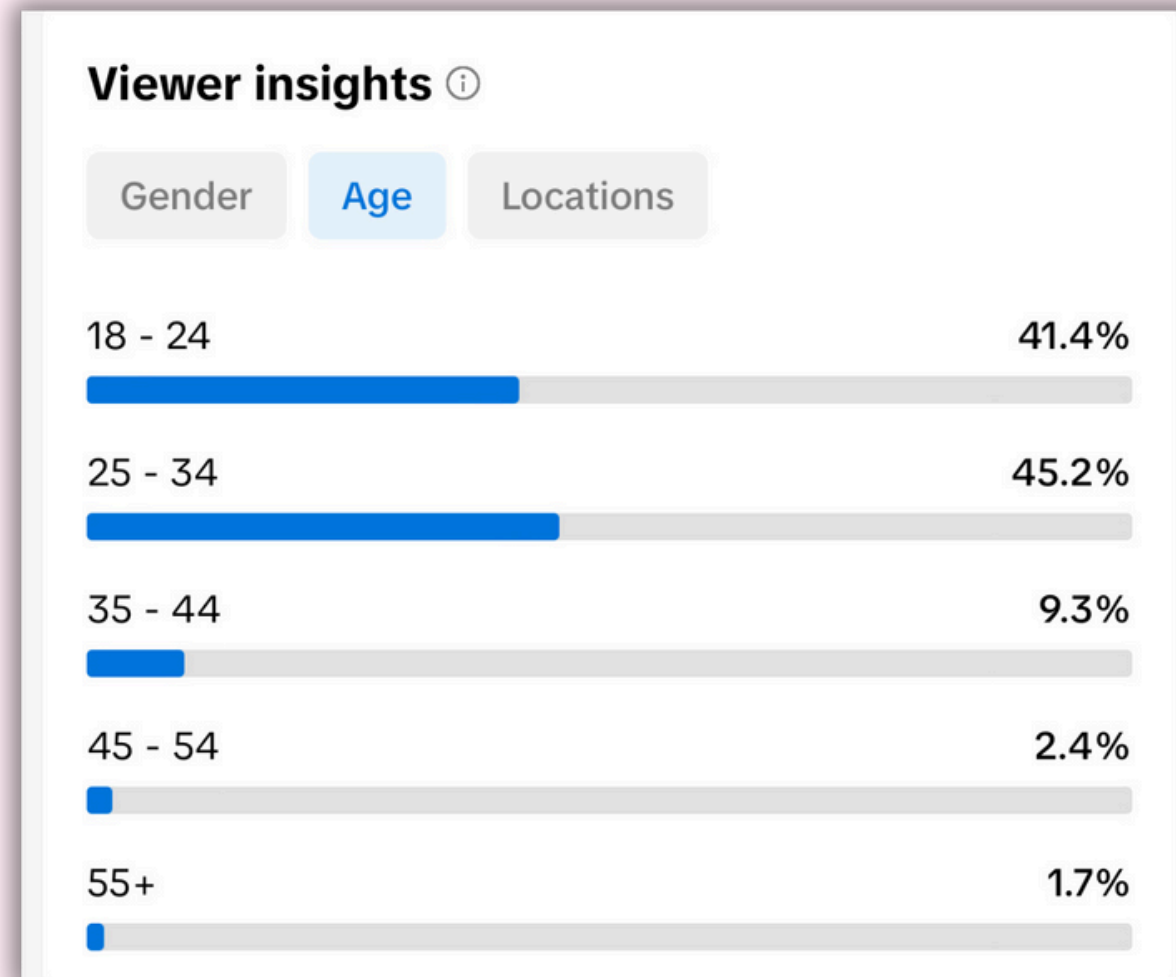 Viewer insights
Gender Age Locations
18 - 24 41.4%
25 - 34 45.2%
35 - 44 9.3%
45 - 54 2.4%
55+ 1.7%